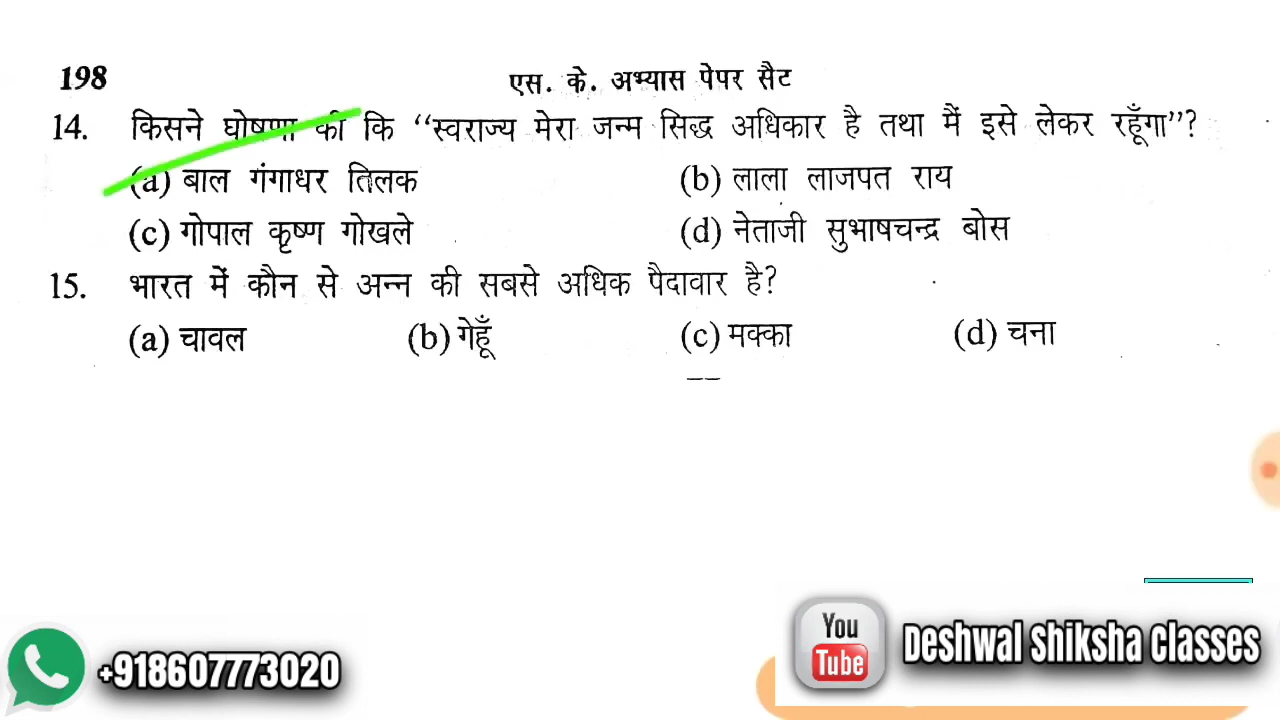 198 एस. के. अभ्यास पेपर सैट
14. किसने घोषणा की कि “स्वराज्य मेरा जन्म सिद्ध अधिकार है तथा मैं इसे लेकर रहूँगा”?
(a) बाल गंगाधर तिलक (b) लाला लाजपत राय
(c) गोपाल कृष्ण गोखले (d) नेताजी सुभाषचन्द्र बोस
15. भारत में कौन से अन्न की सबसे अधिक पैदावार है?
(a) चावल (b) गेहूँ (c) मक्का (d) चना
You
Tube
Deshwal Shiksha classes
+918607773020